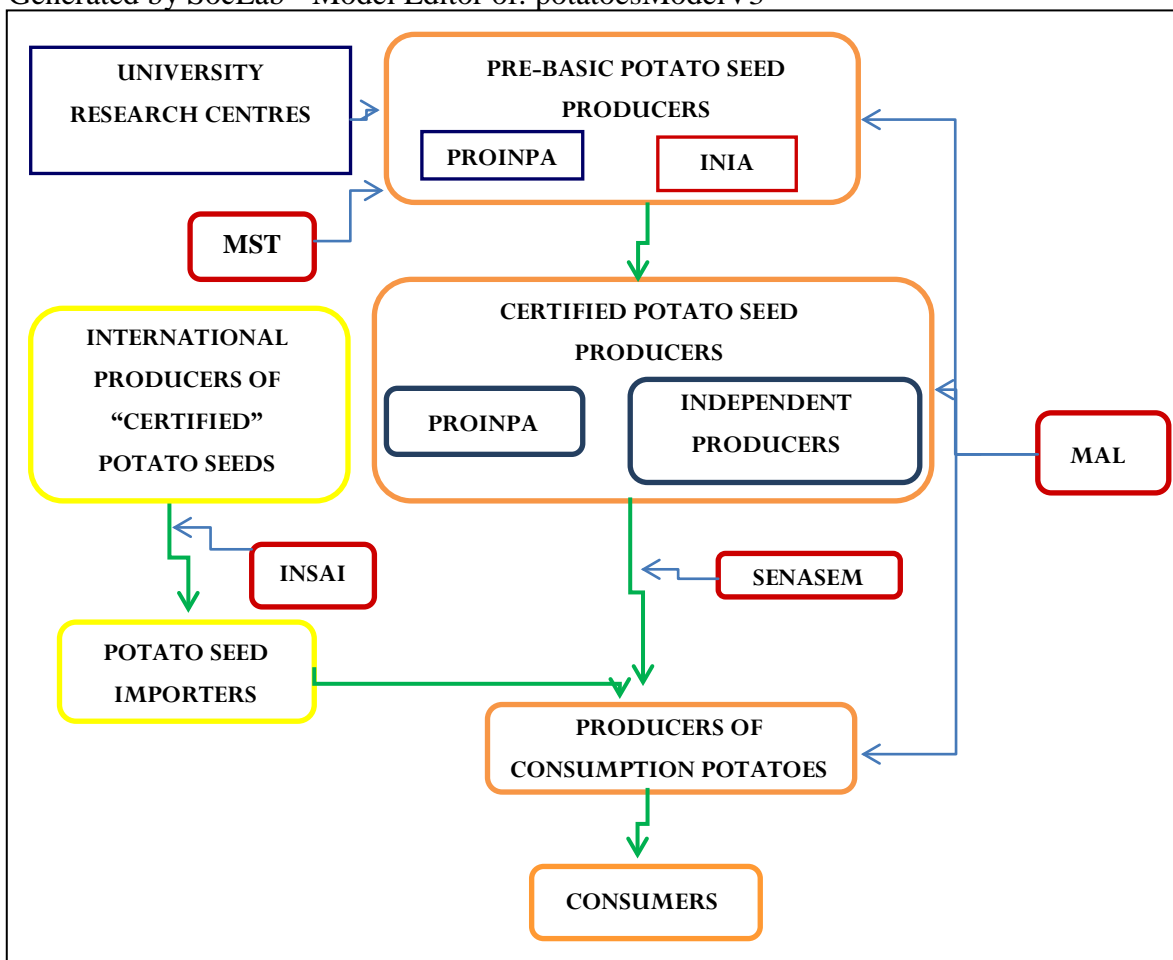 Generated by SocLab - Model Editor of: potatoesModelV3
UNIVERSITY
RESEARCH CENTRES
PRE-BASIC POTATO SEED
PRODUCERS
PROINPA
INIA
MST
CERTIFIED POTATO SEED
PRODUCERS
PROINPA
INDEPENDENT
PRODUCERS
INTERNATIONAL
PRODUCERS OF
“CERTIFIED”
POTATO SEEDS
MAL
INSAI
SENASEM
POTATO SEED
IMPORTERS
PRODUCERS OF
CONSUMPTION POTATOES
CONSUMERS